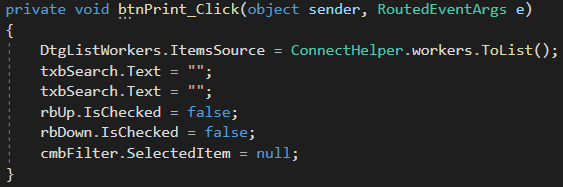 private void btnPrint_Click(object sender, RoutedEventArgs e)
{
DtgListWorkers.ItemsSource = ConnectHelper.workers.ToList();
txbSearch.Text = "";
txbSearch.Text = "";
rbUp.IsChecked = false;
rbDown.IsChecked = false;
cmbFilter.SelectedItem = null;
}